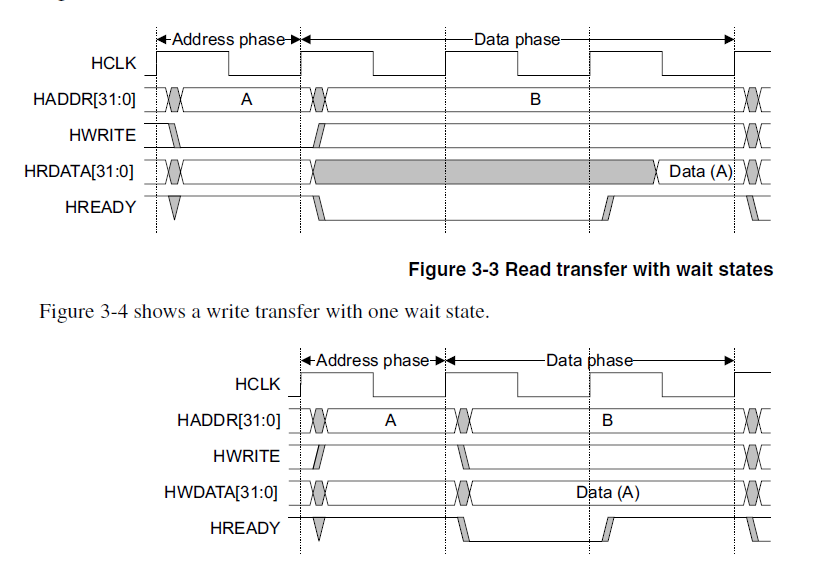 Address phase Data phase
HCLK
HADDR[31:0] A B
HWRITE
HRDATA[31:0] Data (A)
HREADY
Figure 3-3 Read transfer with wait states
Figure 3-4 shows a write transfer with one wait state.
Address phase Data phase
HCLK
HADDR[31:0] A B
HWRITE
HWDATA[31:0] Data (A)
HREADY